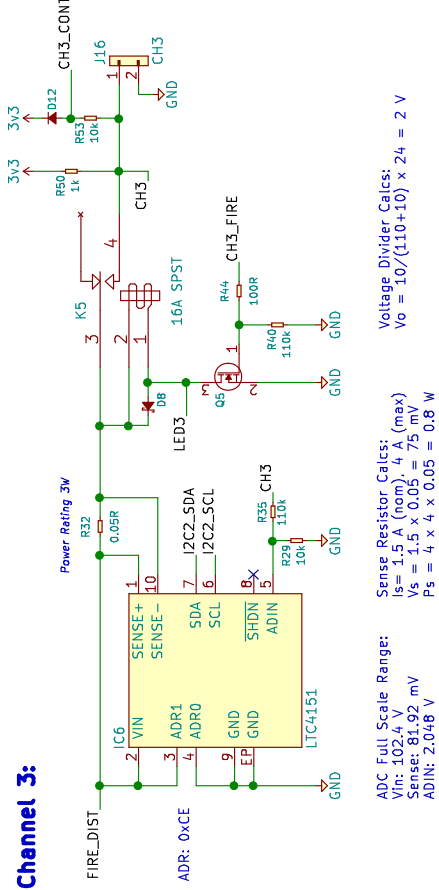 Channel 3:
FIRE_DIST
ADR: 0xCE
IC6
LTC4151
VIN
ADR1
ADR0
GND
GND
2
3
4
9
EP
GND
SENSE+
SENSE-
SDA
SCL
SHDN
ADIN
1
10
7
6
8
5
I2C2_SDA
I2C2_SCL
Power Rating 3W
R32
0.05R
R29
10k
GND
R35
110k
CH3
LED3
D8
Q5
3
1
2
GND
R40
110k
GND
R44
100R
CH3_FIRE
K5
16A SPST
3
2
1
4
CH3
R50
1k
3v3
R53
10k
D12
3v3
CH3_CONT
J16
CH3
1
2
GND
ADC Full Scale Range:
Vin: 102.4 V
Sense: 81.92 mV
ADIN: 2.048 V
Sense Resistor Calcs:
Is= 1.5 A (nom), 4 A (max)
Vs = 1.5 x 0.05 = 75 mV
Ps = 4 x 4 x 0.05 = 0.8 W
Voltage Divider Calcs:
Vo = 10/(110+10) x 24 = 2 V